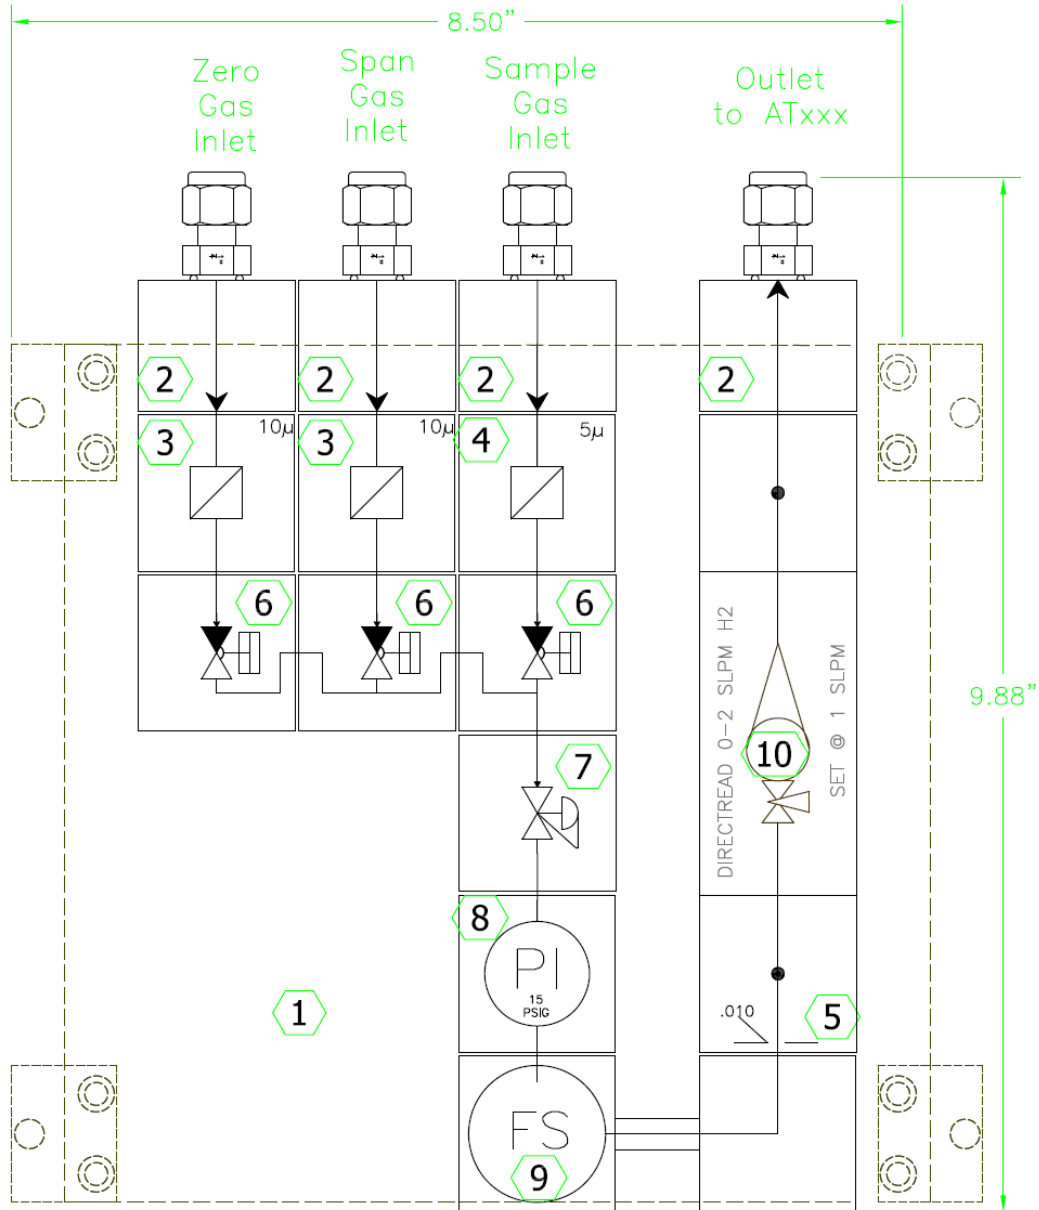 8.50"
Zero
Gas
Inlet
Span
Gas
Inlet
Sample
Gas
Inlet
Outlet
to ATxxx
2
2
2
2
3
10µ
3
10µ
4
5µ
6
6
6
DIRECTREAD 0-2 SLPM H2
SET @ 1 SLPM
9.88"
10
7
8
PI
15
PSIG
1
.010
5
FS
9